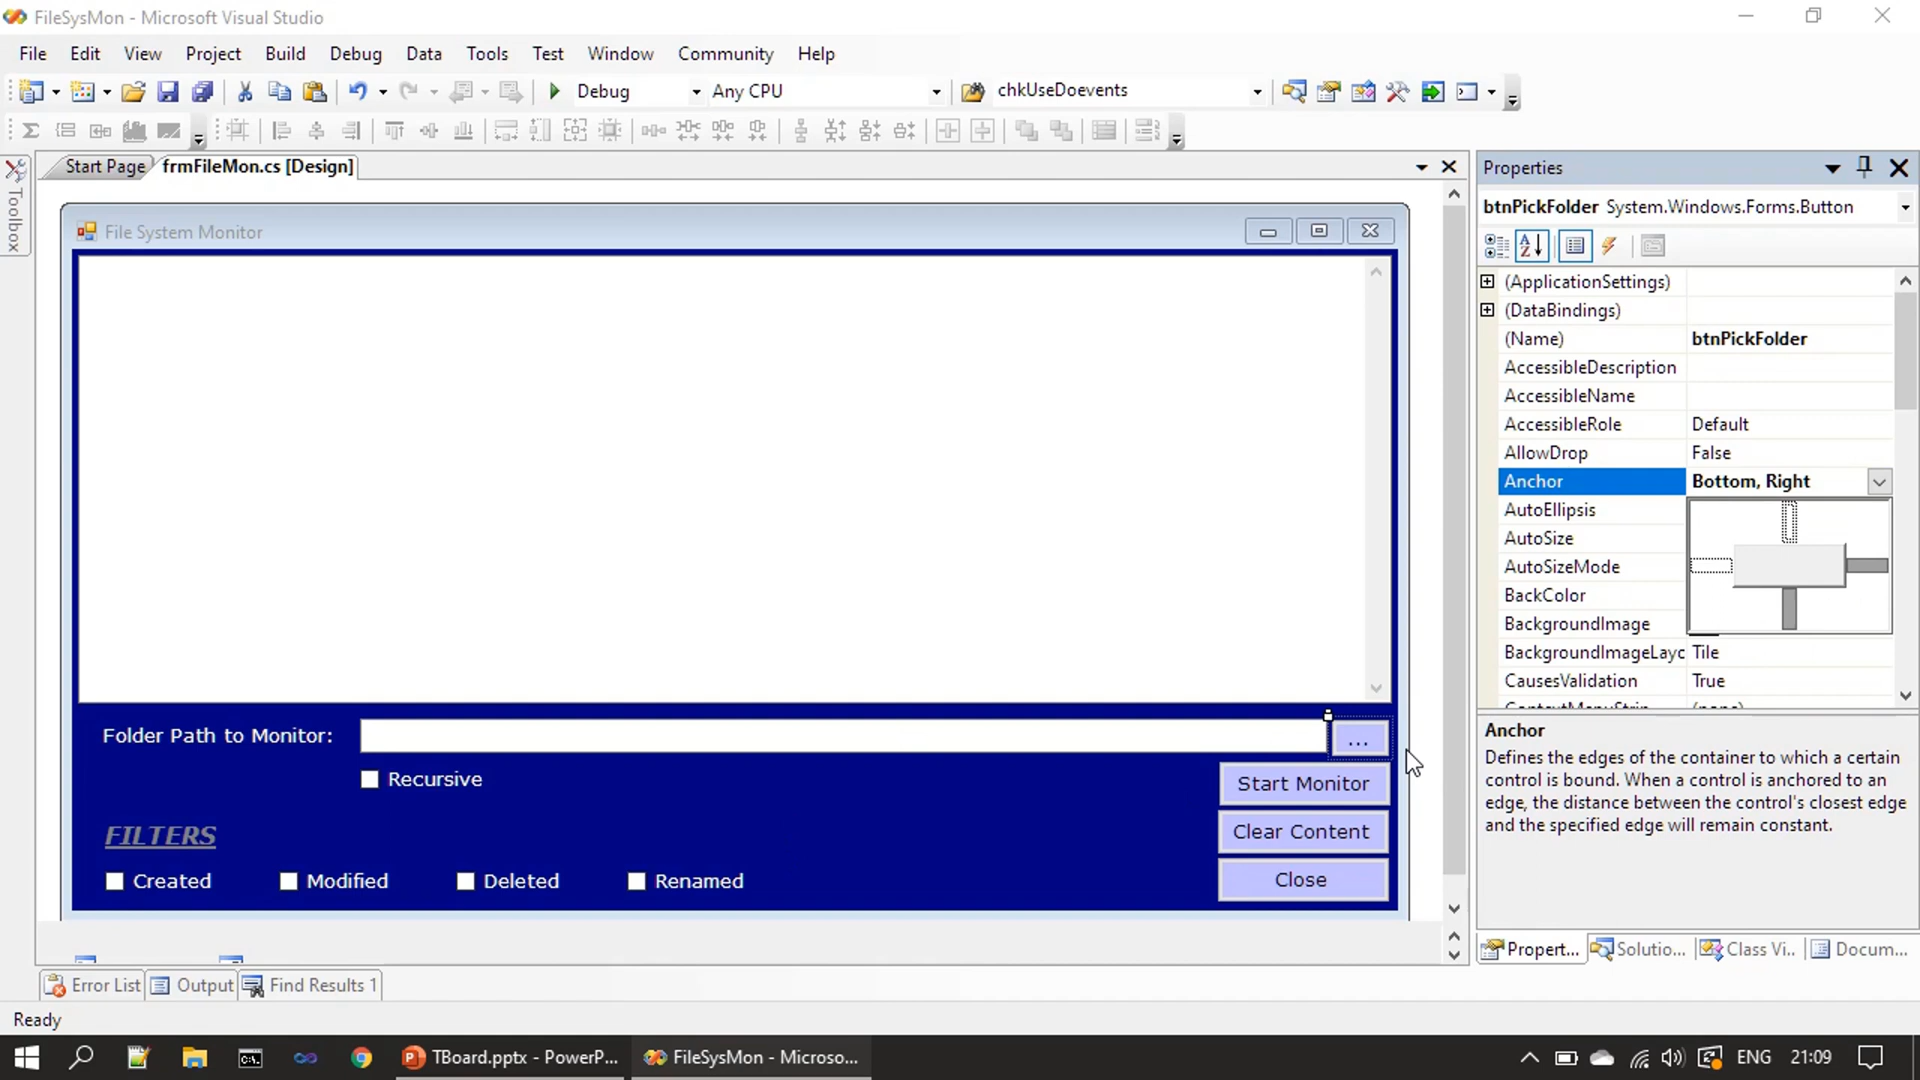 FileSysMon - Microsoft Visual Studio
File Edit View Project Build Debug Data Tools Test Window Community Help
Debug Any CPU chkUseDoevents
Toolbox
Start Page frmFileMon.cs [Design]
File System Monitor
Folder Path to Monitor: ...
Recursive
Start Monitor
Clear Content
Close
FILTERS
Created Modified Deleted Renamed
Properties
btnPickFolder System.Windows.Forms.Button
(ApplicationSettings)
(DataBindings)
(Name) btnPickFolder
AccessibleDescription
AccessibleName
AccessibleRole Default
AllowDrop False
Anchor Bottom, Right
AutoEllipsis
AutoSize
AutoSizeMode
BackColor
BackgroundImage
BackgroundImageLayc Tile
CausesValidation True
Anchor
Defines the edges of the container to which a certain
control is bound. When a control is anchored to an
edge, the distance between the control's closest edge
and the specified edge will remain constant.
Propert... Solutio... Class Vi... Docum...
Error List Output Find Results 1
Ready
TBoard.pptx - PowerP... FileSysMon - Microso... ENG 21:09